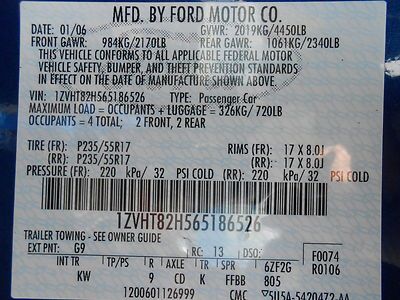 MFD. BY FORD MOTOR CO.
DATE: 01/06 GVWR: 2019KG/4450LB
FRONT GAWR: 984KG/2170LB REAR GAWR: 1061KG/2340LB
THIS VEHICLE CONFORMS TO ALL APPLICABLE FEDERAL MOTOR
VEHICLE SAFETY, BUMPER, AND THEFT PREVENTION STANDARDS
IN EFFECT ON THE DATE OF MANUFACTURE SHOWN ABOVE.
VIN: 1ZVHT82H565186526 TYPE: Passenger Car
MAXIMUM LOAD = OCCUPANTS + LUGGAGE = 326KG/720LB
OCCUPANTS = 4 TOTAL; 2 FRONT, 2 REAR
TIRE (FR): P235/55R17 RIMS (FR): 17 X 8.0J
(RR): P235/55R17 (RR): 17 X 8.0J
PRESSURE (FR): 220 kPa/ 32 PSI COLD (RR): 220 kPa/ 32 PSI COLD
1ZVHT82H565186526
TRAILER TOWING - SEE OWNER GUIDE
EXT PNT: G9 RC: 13 DSO: F0074
INT TR TP/PS R AXLE TR K 6Z F2G R0106
KW 9 CD K FFBB 805
1200601126999 CMC